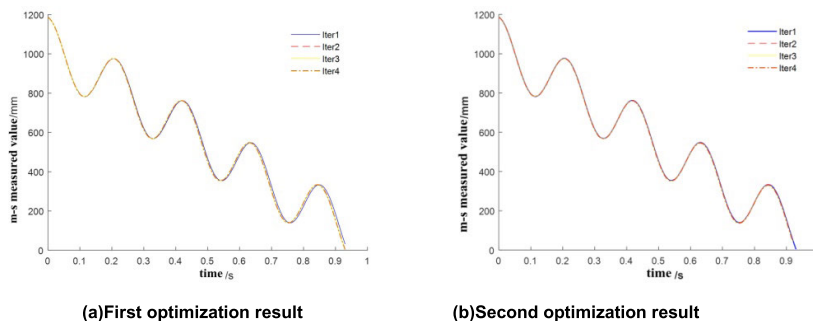 1200
1000
800
600
400
200
0
m-s measured value/mm
0 0.1 0.2 0.3 0.4 0.5 0.6 0.7 0.8 0.9 1
time /s
Iter1
Iter2
Iter3
Iter4
(a)First optimization result
1200
1000
800
600
400
200
0
m-s measured value/mm
0 0.1 0.2 0.3 0.4 0.5 0.6 0.7 0.8 0.9
time /s
Iter1
Iter2
Iter3
Iter4
(b)Second optimization result